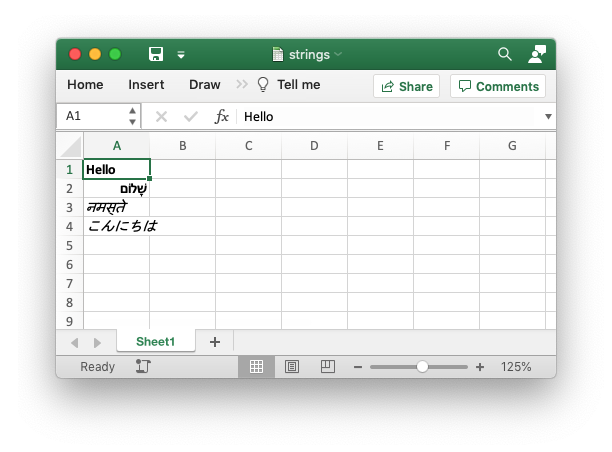 strings
Home Insert Draw Tell me Share Comments
A1 fx Hello
A B C D E F G
1 Hello
2 שָׁלוֹם
3 नमस्ते
4 こんにちは
5
6
7
8
9
Sheet1 +
Ready 125%